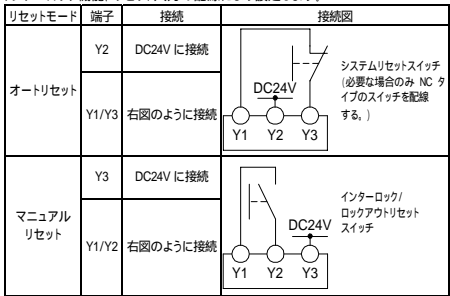 リセットモード 端子 接続 接続図
オートリセット
Y2 DC24V に接続
Y1/Y3 右図のように接続
DC24V
Y1 Y2 Y3
システムリセットスイッチ
(必要な場合のみ NC タ
イプのスイッチを配線
する。)
マニュアル
リセット
Y3 DC24V に接続
Y1/Y2 右図のように接続
DC24V
Y1 Y2 Y3
インターロック/
ロックアウトリセット
スイッチ